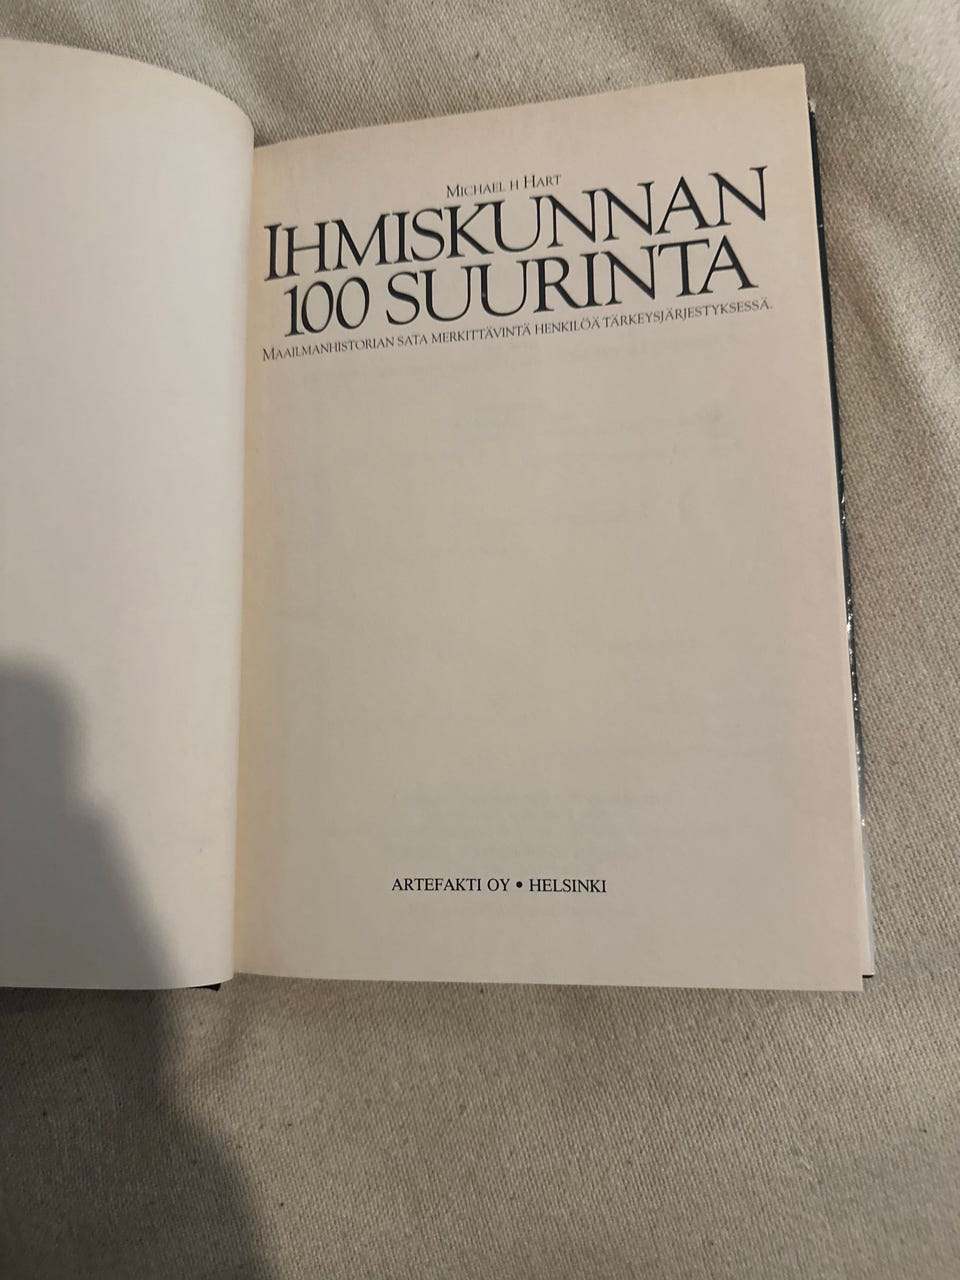 Michael H Hart
Ihmiskunnan
100 suurinta
Maailmanhistorian sata merkittävintä henkilöä tärkeysjärjestyksessä.
ARTEFAKTI OY • HELSINKI